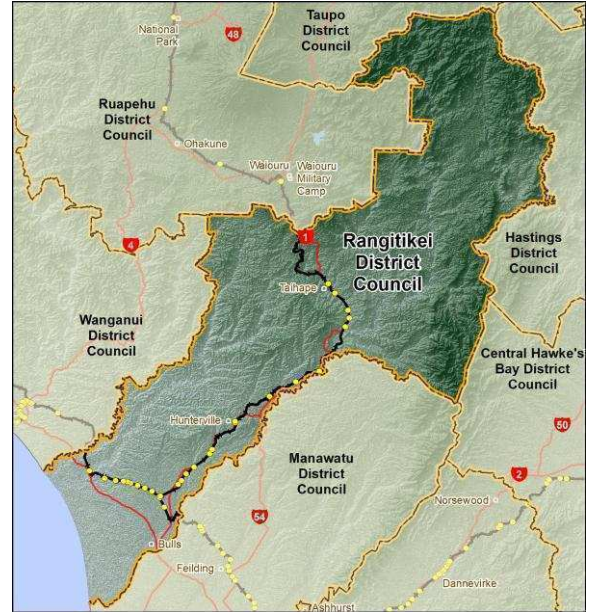 Taupo
District
Council
48
National
Park
Ruapehu
District
Council
Ohakune
Waiouru
Waiouru
Military
Camp
1
Rangitikei
District
Council
Hastings
District
Council
4
Taihape
Wanganui
District
Council
Central Hawke's
Bay District
Council
Hunterville
50
Manawatu
District
Council
2
Norsewood
54
Bulls
Feilding
Dannevirke
Ashhurst